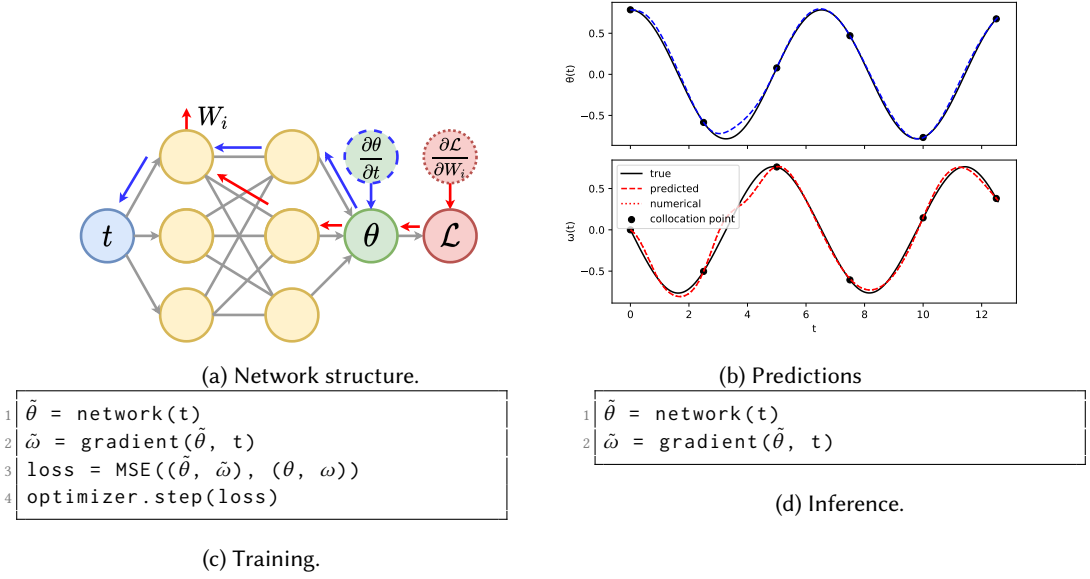 W_i
∂θ/∂t
∂ℒ/∂W_i
t
θ
ℒ
(a) Network structure.
θ(t)
0.5
0.0
−0.5
ω(t)
0.5
0.0
−0.5
true
predicted
numerical
collocation point
0 2 4 6 8 10 12
t
(b) Predictions
1 θ̃ = network(t)
2 ω̃ = gradient(θ̃, t)
3 loss = MSE((θ̃, ω̃), (θ, ω))
4 optimizer.step(loss)
(c) Training.
1 θ̃ = network(t)
2 ω̃ = gradient(θ̃, t)
(d) Inference.